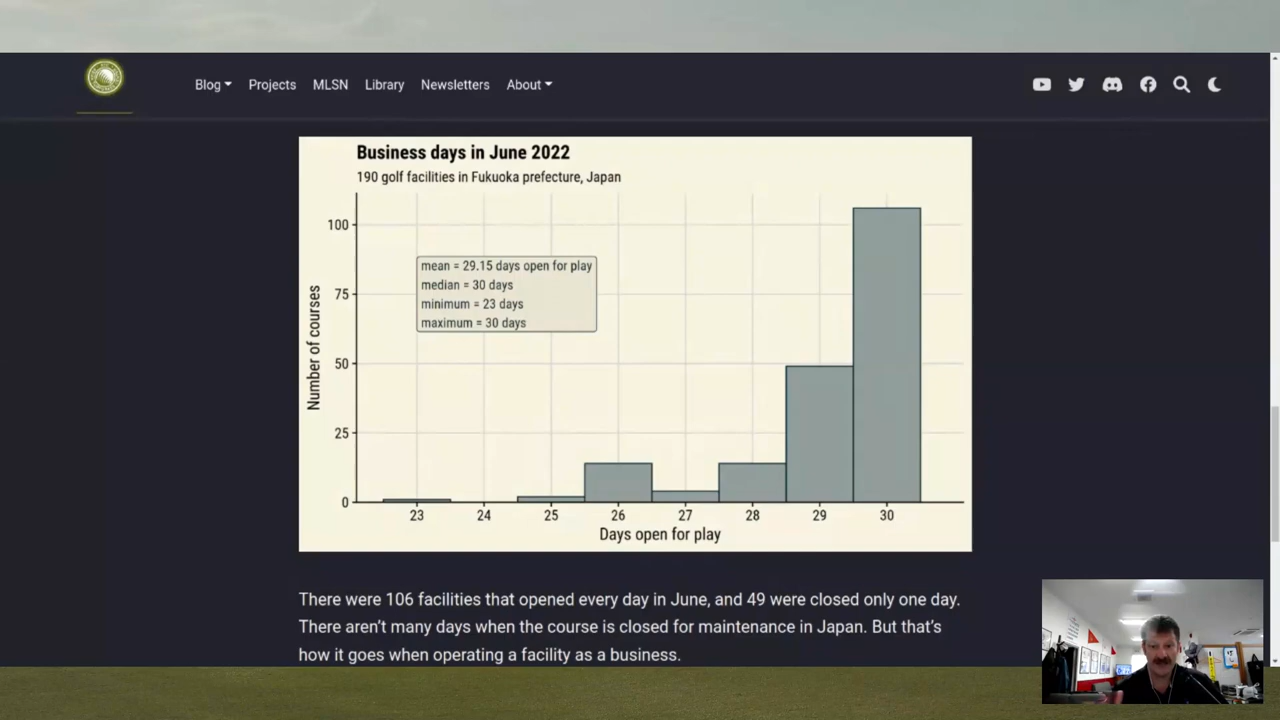 Blog Projects MLSN Library Newsletters About
Business days in June 2022
190 golf facilities in Fukuoka prefecture, Japan
100
75
50
25
0
Number of courses
mean = 29.15 days open for play
median = 30 days
minimum = 23 days
maximum = 30 days
23 24 25 26 27 28 29 30
Days open for play
There were 106 facilities that opened every day in June, and 49 were closed only one day.
There aren’t many days when the course is closed for maintenance in Japan. But that’s
how it goes when operating a facility as a business.